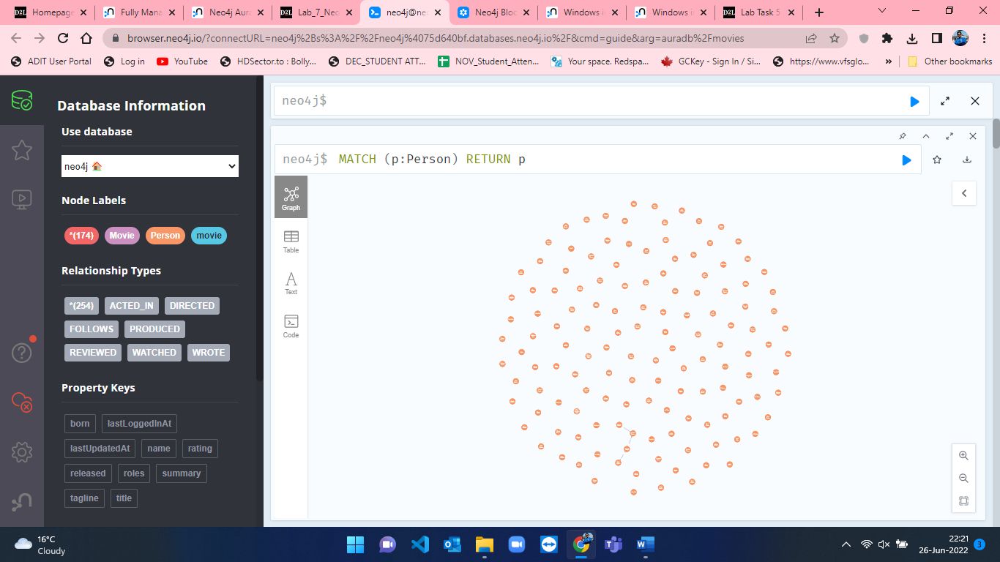 Homepage
Fully Mana
Neo4j Aura
Lab_7_Neo
neo4j@neo
Neo4j Bloo
Windows i
Windows i
Lab Task 5
browser.neo4j.io/?connectURL=neo4j%2Bs%3A%2F%2Fneo4j%4075d640bf.databases.neo4j.io%2F&cmd=guide&arg=auradb%2Fmovies
ADIT User Portal
Log in
YouTube
HDSector.to : Bolly...
DEC_STUDENT ATT...
NOV_Student_Atten...
Your space. Redspa...
GCKey - Sign In / Si...
https://www.vfsglo...
»
Other bookmarks
Database Information
Use database
neo4j
Node Labels
*(174) Movie Person movie
Relationship Types
*(254) ACTED_IN DIRECTED
FOLLOWS PRODUCED
REVIEWED WATCHED WROTE
Property Keys
born lastLoggedInAt
lastUpdatedAt name rating
released roles summary
tagline title
neo4j$
neo4j$ MATCH (p:Person) RETURN p
Graph
Table
A
Text
Code
16°C
Cloudy
22:21
26-Jun-2022
3